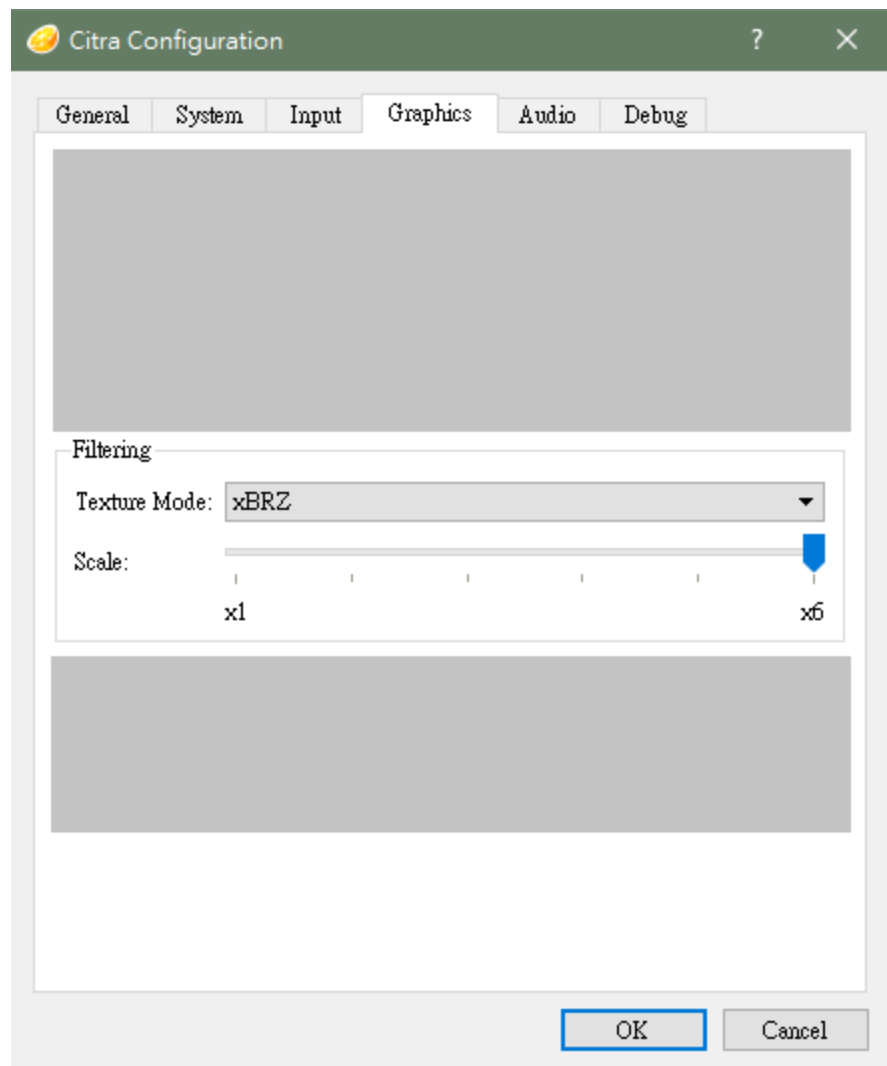 Citra Configuration ? ×
General System Input Graphics Audio Debug
Filtering
Texture Mode: xBRZ
Scale:
x1 x6
OK Cancel